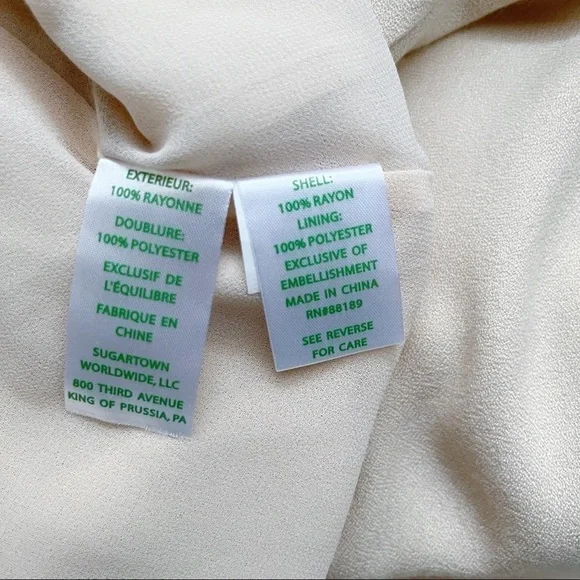 EXTERIEUR:
100% RAYONNE
DOUBLURE:
100% POLYESTER
EXCLUSIF DE
L'ÉQUILIBRE
FABRIQUE EN
CHINE
SUGARTOWN
WORLDWIDE, LLC
800 THIRD AVENUE
KING OF PRUSSIA, PA
SHELL:
100% RAYON
LINING:
100% POLYESTER
EXCLUSIVE OF
EMBELLISHMENT
MADE IN CHINA
RN#88189
SEE REVERSE
FOR CARE